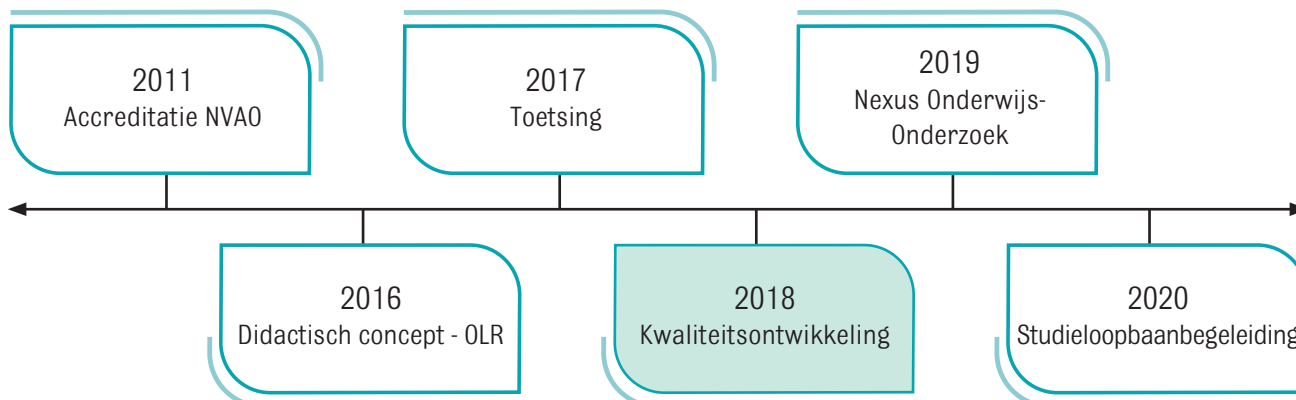 2011
Accreditatie NVAO
2016
Didactisch concept - OLR
2017
Toetsing
2018
Kwaliteitsontwikkeling
2019
Nexus Onderwijs-
Onderzoek
2020
Studieloopbaanbegeleiding